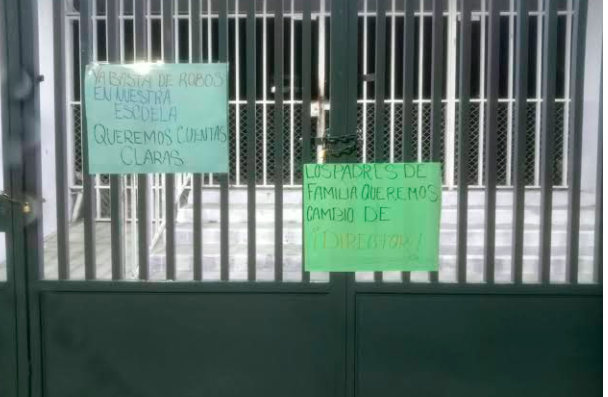 YA BASTA DE ROBOS
EN NUESTRA
ESCUELA
QUEREMOS CUENTAS
CLARAS
LOS PADRES DE
FAMILIA QUEREMOS
CAMBIO DE
¡DIRECTOR!